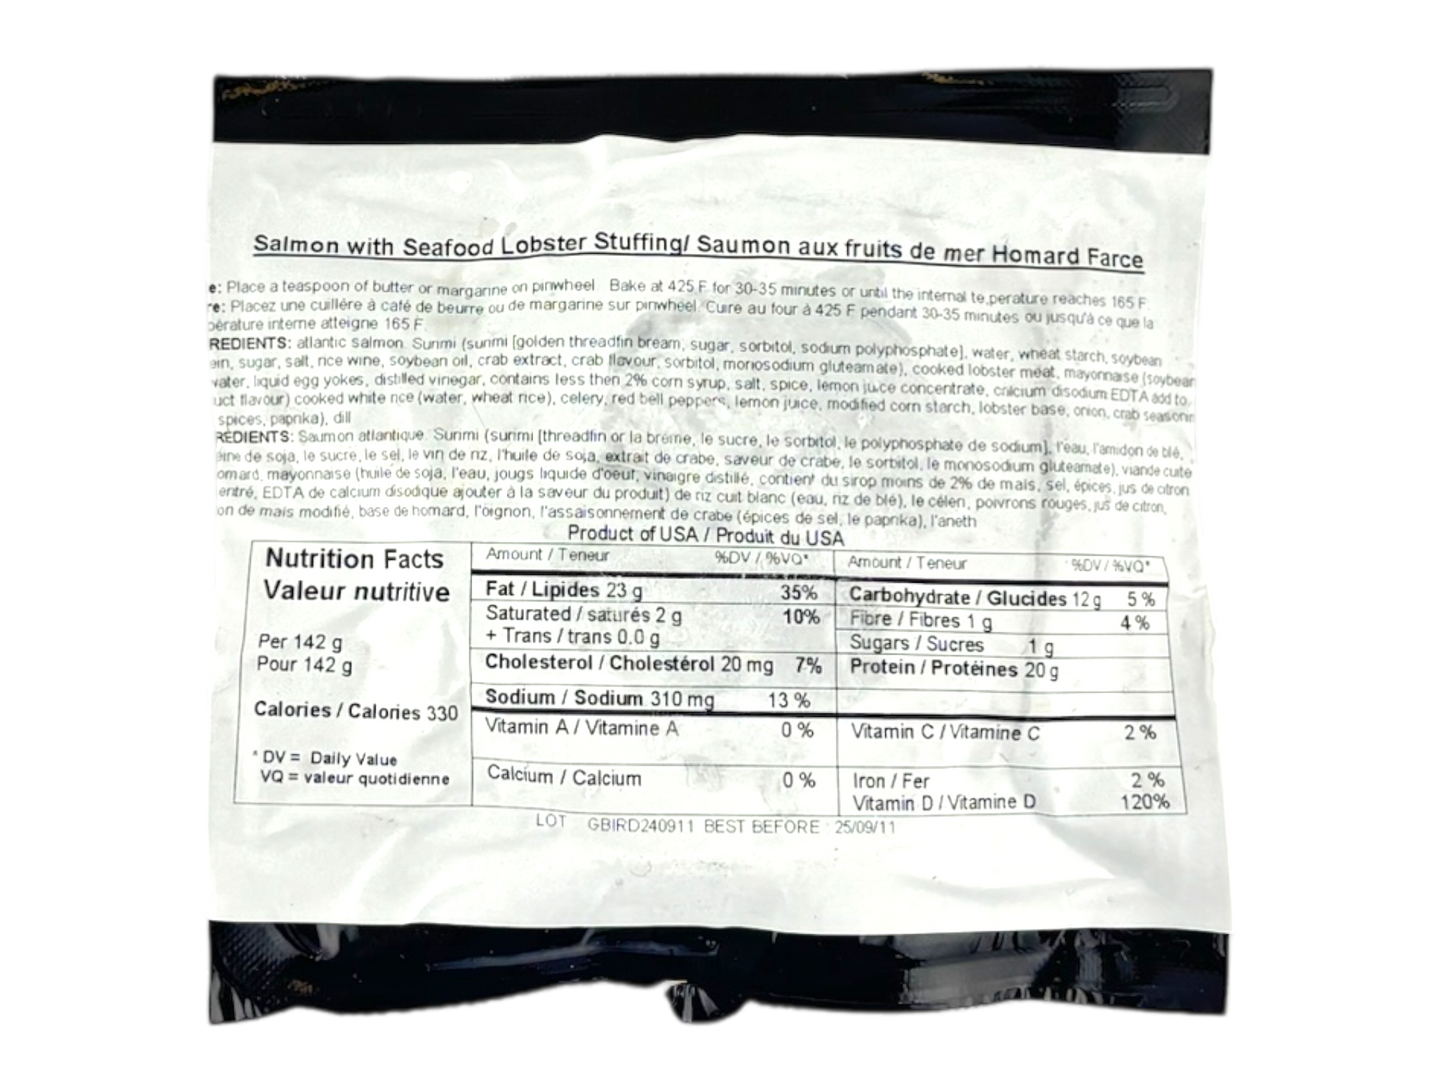 Salmon with Seafood Lobster Stuffing/ Saumon aux fruits de mer Homard Farce
e: Place a teaspoon of butter or margarine on pinwheel. Bake at 425 F for 30-35 minutes or until the internal te.perature reaches 165 F.
re: Placez une cuillére à café de beurre ou de margarine sur pinwheel. Cuire au four à 425 F pendant 30-35 minutes ou jusqu'à ce que la
pérature interne atteigne 165 F.
REDIENTS: atlantic salmon. Surimi (surimi [golden threadfin bream, sugar, sorbitol, sodium polyphosphate], water, wheat starch, soybean
ein, sugar, salt, rice wine, soybean oil, crab extract, crab flavour, sorbitol, monosodium gluteamate), cooked lobster meat, mayonnaise (soybean
water, liquid egg yokes, distilled vinegar, contains less then 2% corn syrup, salt, spice, lemon juice concentrate, cnlcium disodium EDTA add to
uct flavour) cooked white rice (water, wheat rice), celery, red bell peppers, lemon juice, modified corn starch, lobster base, onion, crab seasonin
spices, paprika), dill
RÉDIENTS: Saumon atlantique. Surimi (surimi [threadfin or la brème, le sucre, le sorbitol, le polyphosphate de sodium], l'eau, l'amidon de blé,
éine de soja, le sucre, le sel, le vin de riz, l'huile de soja, extrait de crabe, saveur de crabe, le sorbitol, le monosodium gluteamate), viande cuite
omard, mayonnaise (huile de soja, l'eau, jougs liquide d'oeuf, vinaigre distillé, contient du sirop moins de 2% de mais, sel, épices, jus de citron
entré, EDTA de calcium disodique ajouter à la saveur du produit) de riz cuit blanc (eau, riz de blé), le céleri, poivrons rouges, jus de citron,
on de mais modifié, base de homard, l'oignon, l'assaisonnement de crabe (épices de sel, le paprika), l'aneth
Product of USA / Produit du USA
Nutrition Facts
Valeur nutritive
Per 142 g
Pour 142 g
Calories / Calories 330
* DV = Daily Value
VQ = valeur quotidienne
Amount / Teneur %DV / %VQ*
Fat / Lipides 23 g 35%
Saturated / saturés 2 g 10%
+ Trans / trans 0.0 g
Cholesterol / Cholestérol 20 mg 7%
Sodium / Sodium 310 mg 13 %
Vitamin A / Vitamine A 0 %
Calcium / Calcium 0 %
Amount / Teneur %DV / %VQ*
Carbohydrate / Glucides 12 g 5 %
Fibre / Fibres 1 g 4 %
Sugars / Sucres 1 g
Protein / Protéines 20 g
Vitamin C / Vitamine C 2 %
Iron / Fer 2 %
Vitamin D / Vitamine D 120%
LOT GBIRD240911 BEST BEFORE 25/09/11